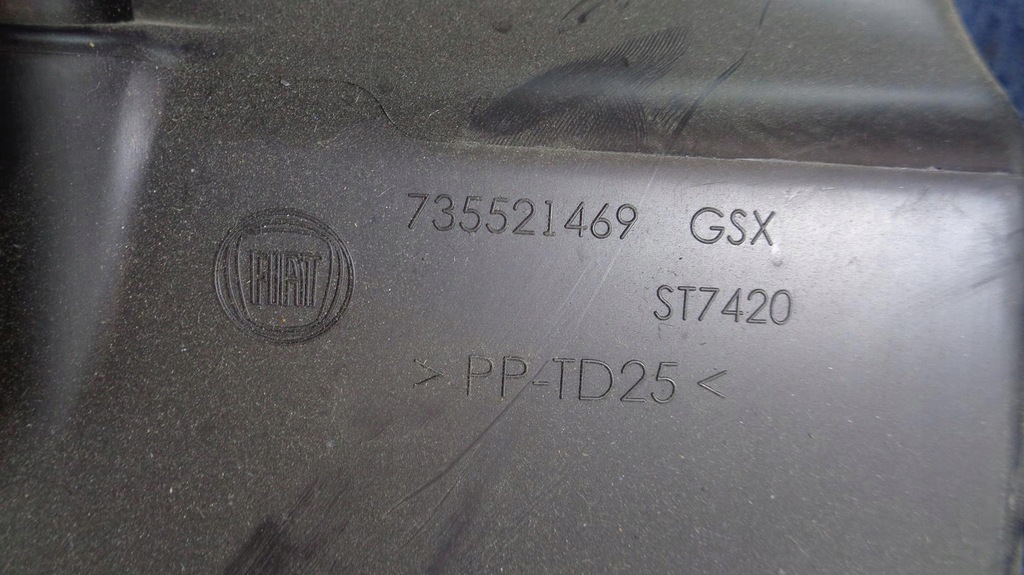 735521469 GSX
FIAT
ST7420
> PP-TD25 <